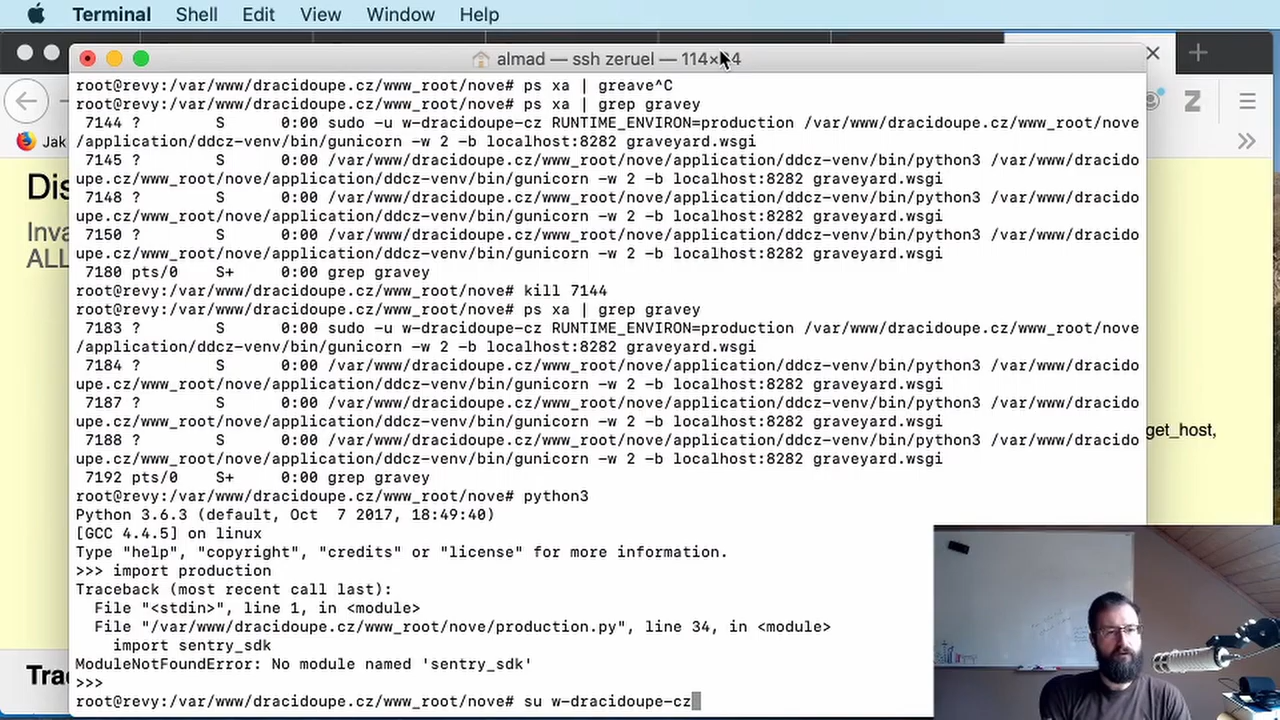 Terminal Shell Edit View Window Help
almad — ssh zeruel — 114×34
root@revy:/var/www/dracidoupe.cz/www_root/nove# ps xa | greave^C
root@revy:/var/www/dracidoupe.cz/www_root/nove# ps xa | grep gravey
7144 ? S 0:00 sudo -u w-dracidoupe-cz RUNTIME_ENVIRON=production /var/www/dracidoupe.cz/www_root/nove
/application/ddcz-venv/bin/gunicorn -w 2 -b localhost:8282 graveyard.wsgi
7145 ? S 0:00 /var/www/dracidoupe.cz/www_root/nove/application/ddcz-venv/bin/python3 /var/www/dracido
upe.cz/www_root/nove/application/ddcz-venv/bin/gunicorn -w 2 -b localhost:8282 graveyard.wsgi
7148 ? S 0:00 /var/www/dracidoupe.cz/www_root/nove/application/ddcz-venv/bin/python3 /var/www/dracido
upe.cz/www_root/nove/application/ddcz-venv/bin/gunicorn -w 2 -b localhost:8282 graveyard.wsgi
7150 ? S 0:00 /var/www/dracidoupe.cz/www_root/nove/application/ddcz-venv/bin/python3 /var/www/dracido
upe.cz/www_root/nove/application/ddcz-venv/bin/gunicorn -w 2 -b localhost:8282 graveyard.wsgi
7180 pts/0 S+ 0:00 grep gravey
root@revy:/var/www/dracidoupe.cz/www_root/nove# kill 7144
root@revy:/var/www/dracidoupe.cz/www_root/nove# ps xa | grep gravey
7183 ? S 0:00 sudo -u w-dracidoupe-cz RUNTIME_ENVIRON=production /var/www/dracidoupe.cz/www_root/nove
/application/ddcz-venv/bin/gunicorn -w 2 -b localhost:8282 graveyard.wsgi
7184 ? S 0:00 /var/www/dracidoupe.cz/www_root/nove/application/ddcz-venv/bin/python3 /var/www/dracido
upe.cz/www_root/nove/application/ddcz-venv/bin/gunicorn -w 2 -b localhost:8282 graveyard.wsgi
7187 ? S 0:00 /var/www/dracidoupe.cz/www_root/nove/application/ddcz-venv/bin/python3 /var/www/dracido
upe.cz/www_root/nove/application/ddcz-venv/bin/gunicorn -w 2 -b localhost:8282 graveyard.wsgi
7188 ? S 0:00 /var/www/dracidoupe.cz/www_root/nove/application/ddcz-venv/bin/python3 /var/www/dracido
upe.cz/www_root/nove/application/ddcz-venv/bin/gunicorn -w 2 -b localhost:8282 graveyard.wsgi
7192 pts/0 S+ 0:00 grep gravey
root@revy:/var/www/dracidoupe.cz/www_root/nove# python3
Python 3.6.3 (default, Oct 7 2017, 18:49:40)
[GCC 4.4.5] on linux
Type "help", "copyright", "credits" or "license" for more information.
>>> import production
Traceback (most recent call last):
File "<stdin>", line 1, in <module>
File "/var/www/dracidoupe.cz/www_root/nove/production.py", line 34, in <module>
import sentry_sdk
ModuleNotFoundError: No module named 'sentry_sdk'
>>>
root@revy:/var/www/dracidoupe.cz/www_root/nove# su w-dracidoupe-cz
Jak
Dis
Inva
ALL
get_host,
Trac
Z